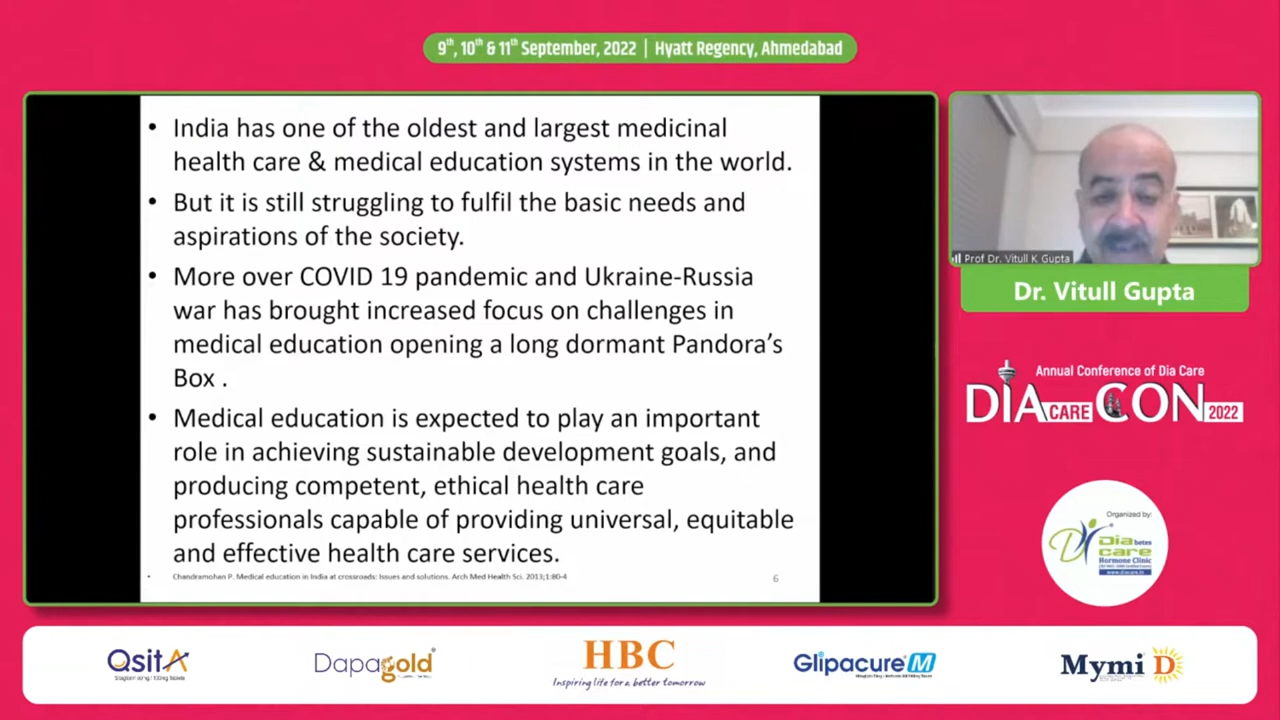 9th, 10th & 11th September, 2022 | Hyatt Regency, Ahmedabad
• India has one of the oldest and largest medicinal
health care & medical education systems in the world.
• But it is still struggling to fulfil the basic needs and
aspirations of the society.
• More over COVID 19 pandemic and Ukraine-Russia
war has brought increased focus on challenges in
medical education opening a long dormant Pandora's
Box .
• Medical education is expected to play an important
role in achieving sustainable development goals, and
producing competent, ethical health care
professionals capable of providing universal, equitable
and effective health care services.
• Chandramohan P. Medical education in India at crossroads: Issues and solutions. Arch Med Health Sci. 2013;1:80-4
6
Prof Dr. Vitull K Gupta
Dr. Vitull Gupta
Annual Conference of Dia Care
DIA CARE CON 2022
Organized by:
Diabetes
care
Hormone Clinic
www.diacare.in
QsitA
Dapagold
HBC
Inspiring life for a better tomorrow
Glipacure M
Mymi D